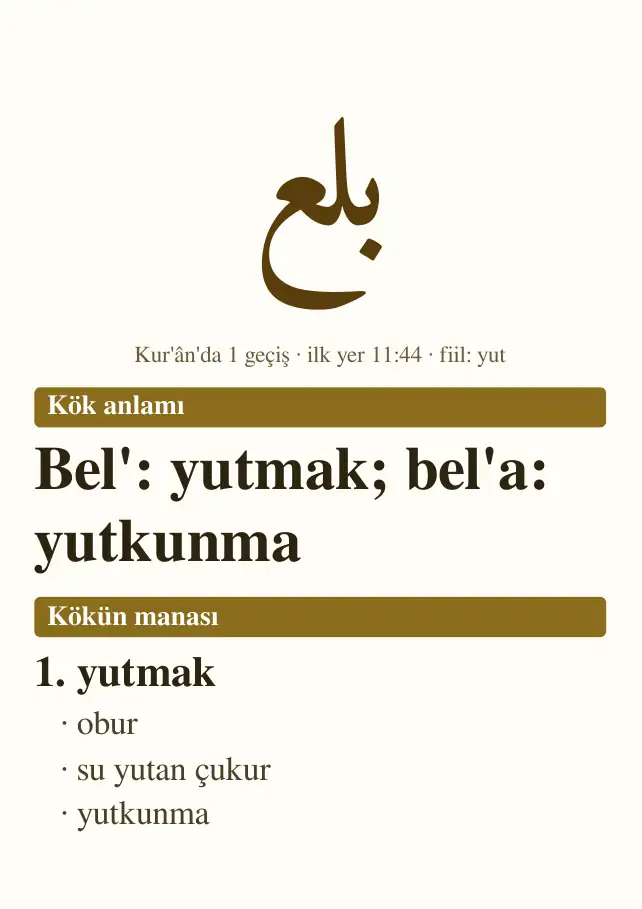 بلع
Kur'ân'da 1 geçiş · ilk yer 11:44 · fiil: yut
Kök anlamı
Bel': yutmak; bel'a:
yutkunma
Kökün manası
1. yutmak
· obur
· su yutan çukur
· yutkunma